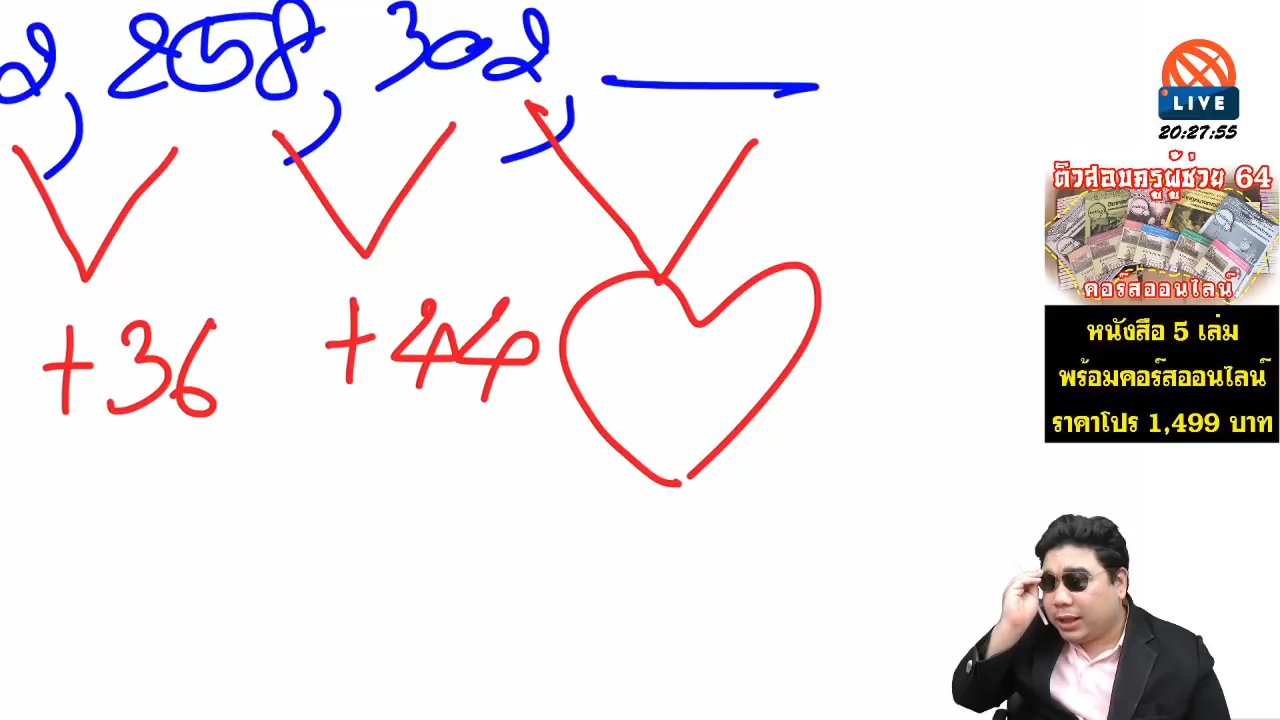 2, 258, 302, 
+36 +44
LIVE
20:27:55
ติวสอบครูผู้ช่วย 64
คอร์สออนไลน์
หนังสือ 5 เล่ม
พร้อมคอร์สออนไลน์
ราคาโปร 1,499 บาท